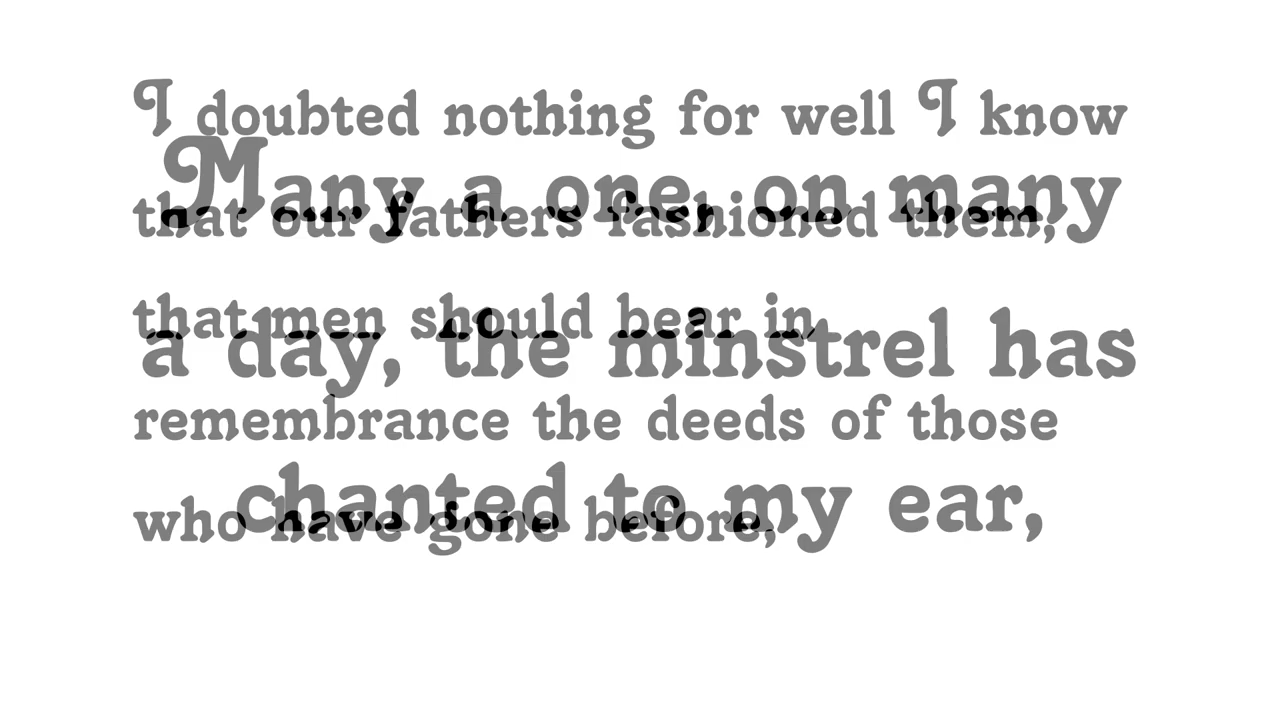 I doubted nothing for well I know
that our fathers fashioned them,
that men should bear in
remembrance the deeds of those
who have gone before,
Many a one, on many
a day, the minstrel has
chanted to my ear,